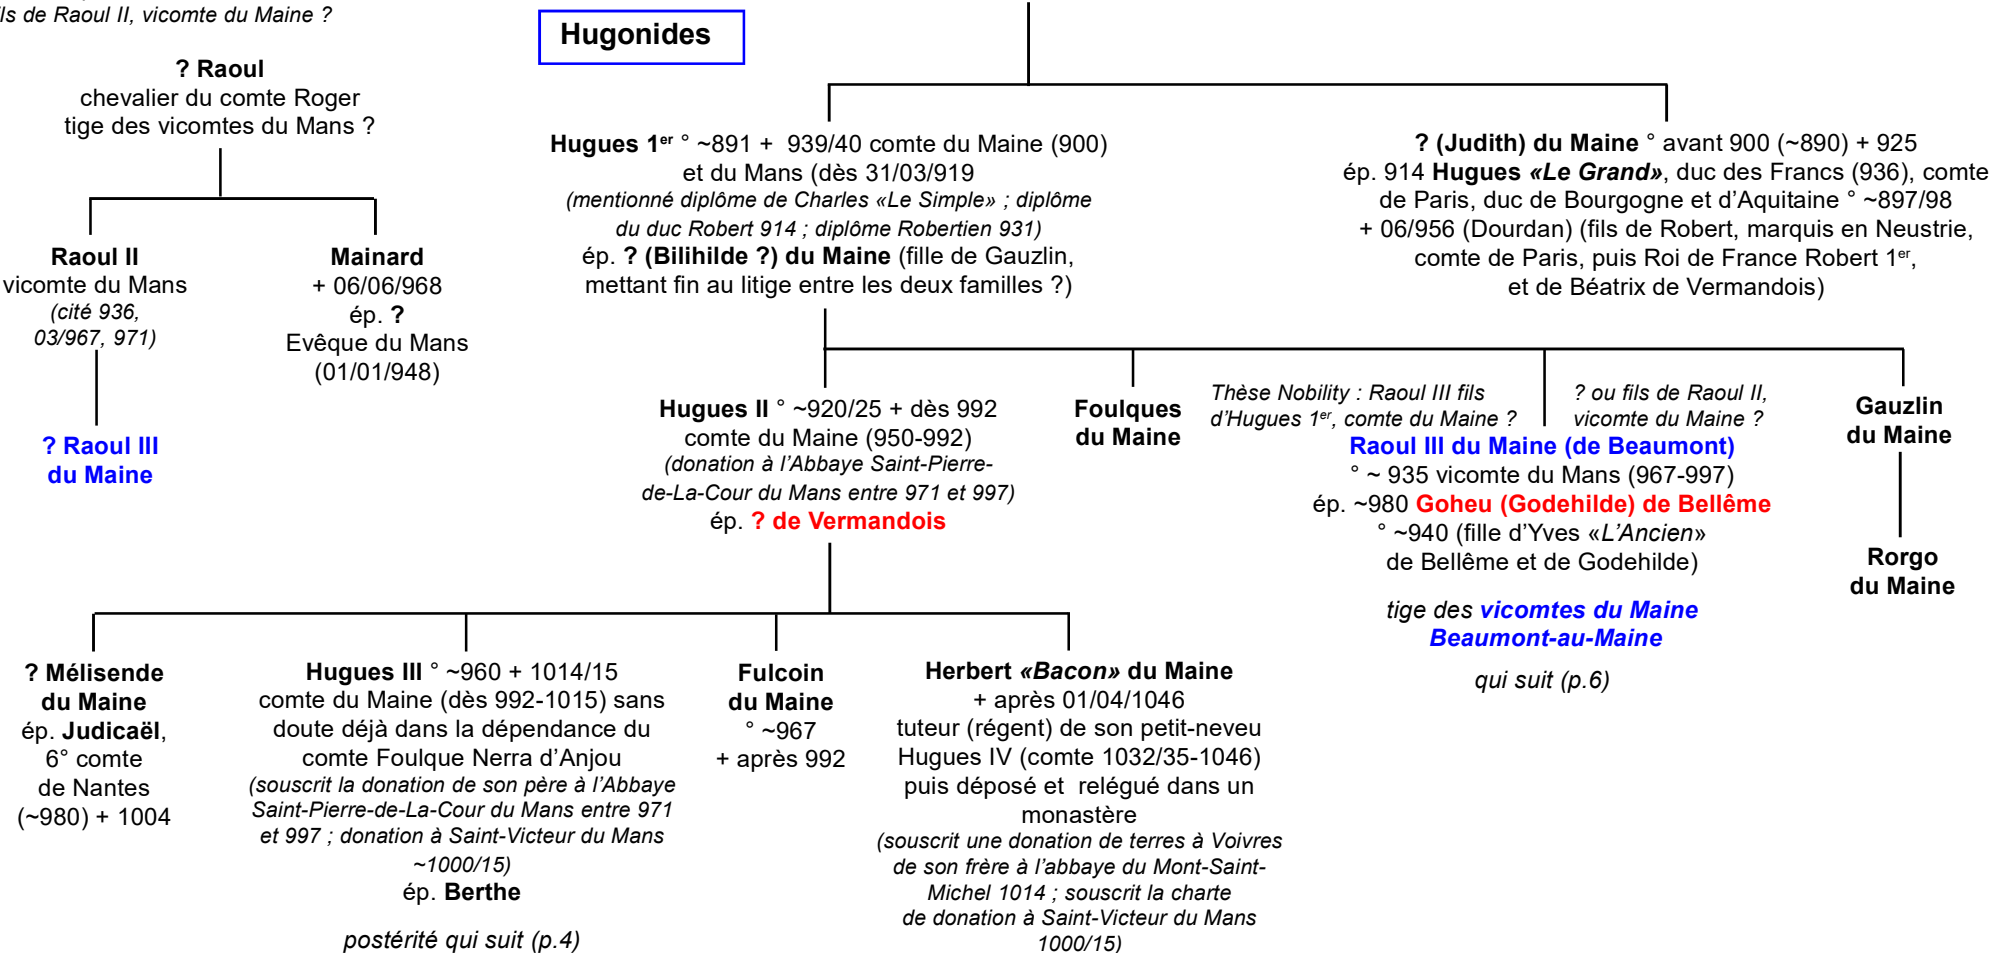 ils de Raoul II, vicomte du Maine ?
Hugonides
? Raoul
chevalier du comte Roger
tige des vicomtes du Mans ?
Raoul II
vicomte du Mans
(cité 936,
03/967, 971)
Mainard
+ 06/06/968
ép. ?
Evêque du Mans
(01/01/948)
? Raoul III
du Maine
Hugues 1er ° ~891 +  939/40 comte du Maine (900)
et du Mans (dès 31/03/919
(mentionné diplôme de Charles «Le Simple» ; diplôme
du duc Robert 914 ; diplôme Robertien 931)
ép. ? (Bilihilde ?) du Maine (fille de Gauzlin,
mettant fin au litige entre les deux familles ?)
? (Judith) du Maine ° avant 900 (~890) + 925
ép. 914 Hugues «Le Grand», duc des Francs (936), comte
de Paris, duc de Bourgogne et d’Aquitaine ° ~897/98
+ 06/956 (Dourdan) (fils de Robert, marquis en Neustrie,
comte de Paris, puis Roi de France Robert 1er,
et de Béatrix de Vermandois)
Hugues II ° ~920/25 + dès 992
comte du Maine (950-992)
(donation à l’Abbaye Saint-Pierre-
de-La-Cour du Mans entre 971 et 997)
ép. ? de Vermandois
Foulques
du Maine
Thèse Nobility : Raoul III fils
d’Hugues 1er, comte du Maine ?
? ou fils de Raoul II,
vicomte du Maine ?
Raoul III du Maine (de Beaumont)
° ~ 935 vicomte du Mans (967-997)
ép. ~980 Goheu (Godehilde) de Bellême
° ~940 (fille d’Yves «L’Ancien»
de Bellême et de Godehilde)
tige des vicomtes du Maine
Beaumont-au-Maine
qui suit (p.6)
Gauzlin
du Maine
Rorgo
du Maine
? Mélisende
du Maine
ép. Judicaël,
6° comte
de Nantes
(~980) + 1004
Hugues III ° ~960 + 1014/15
comte du Maine (dès 992-1015) sans
doute déjà dans la dépendance du
comte Foulque Nerra d’Anjou
(souscrit la donation de son père à l’Abbaye
Saint-Pierre-de-La-Cour du Mans entre 971
et 997 ; donation à Saint-Victeur du Mans
~1000/15)
ép. Berthe
postérité qui suit (p.4)
Fulcoin
du Maine
° ~967
+ après 992
Herbert «Bacon» du Maine
+ après 01/04/1046
tuteur (régent) de son petit-neveu
Hugues IV (comte 1032/35-1046)
puis déposé et  relégué dans un
monastère
(souscrit une donation de terres à Voivres
de son frère à l’abbaye du Mont-Saint-
Michel 1014 ; souscrit la charte
de donation à Saint-Victeur du Mans
1000/15)